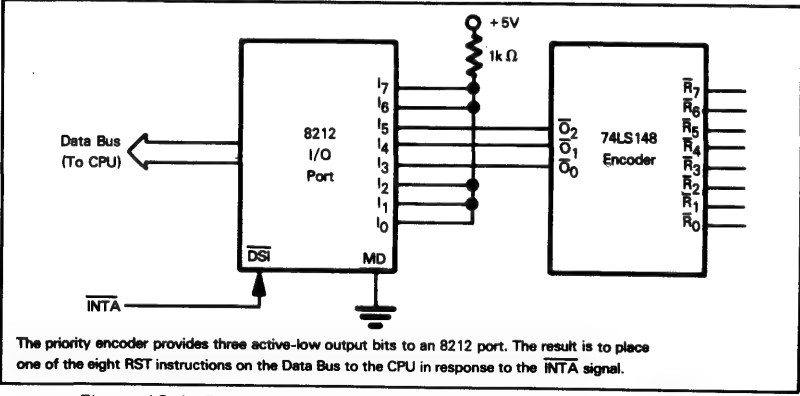 +5V
1k Ω
I7
I6
I5
I4
I3
I2
I1
I0
8212
I/O
Port
Data Bus
(To CPU)
DSI
MD
INTA
O2
O1
O0
74LS148
Encoder
R7
R6
R5
R4
R3
R2
R1
R0
The priority encoder provides three active-low output bits to an 8212 port. The result is to place
one of the eight RST instructions on the Data Bus to the CPU in response to the INTA signal.